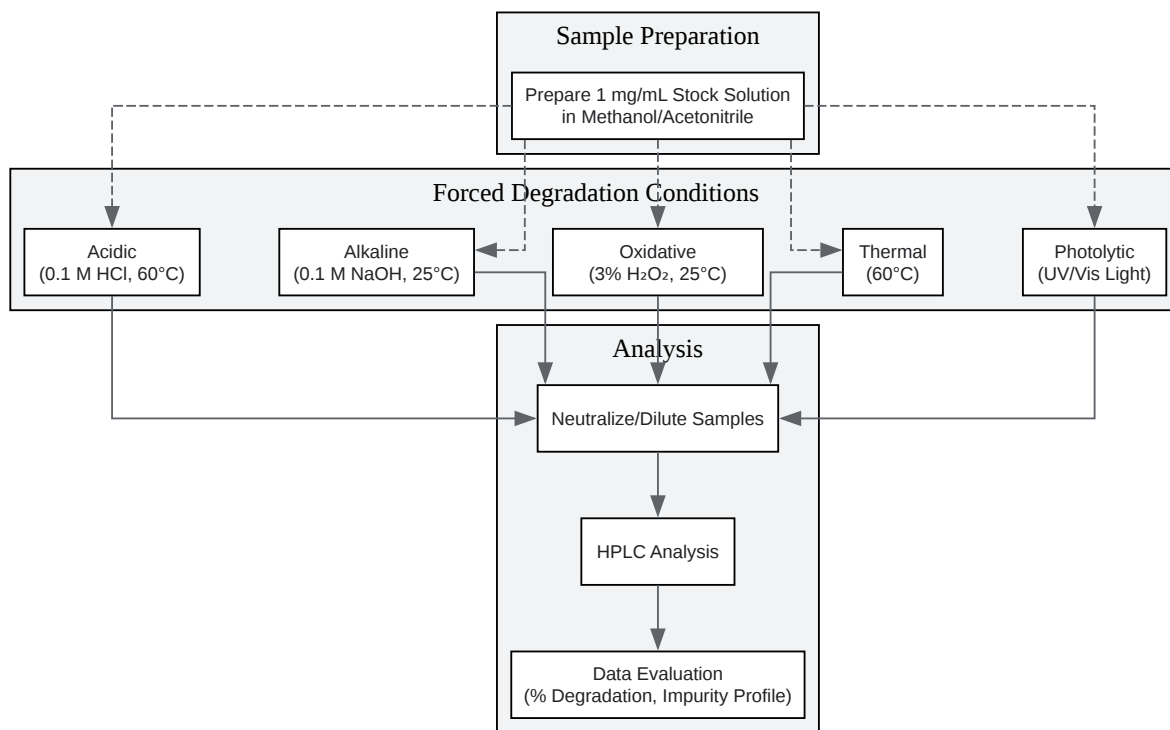 Sample Preparation
Prepare 1 mg/mL Stock Solution
in Methanol/Acetonitrile
Forced Degradation Conditions
Acidic
(0.1 M HCl, 60°C)
Alkaline
(0.1 M NaOH, 25°C)
Oxidative
(3% H₂O₂, 25°C)
Thermal
(60°C)
Photolytic
(UV/Vis Light)
Analysis
Neutralize/Dilute Samples
HPLC Analysis
Data Evaluation
(% Degradation, Impurity Profile)